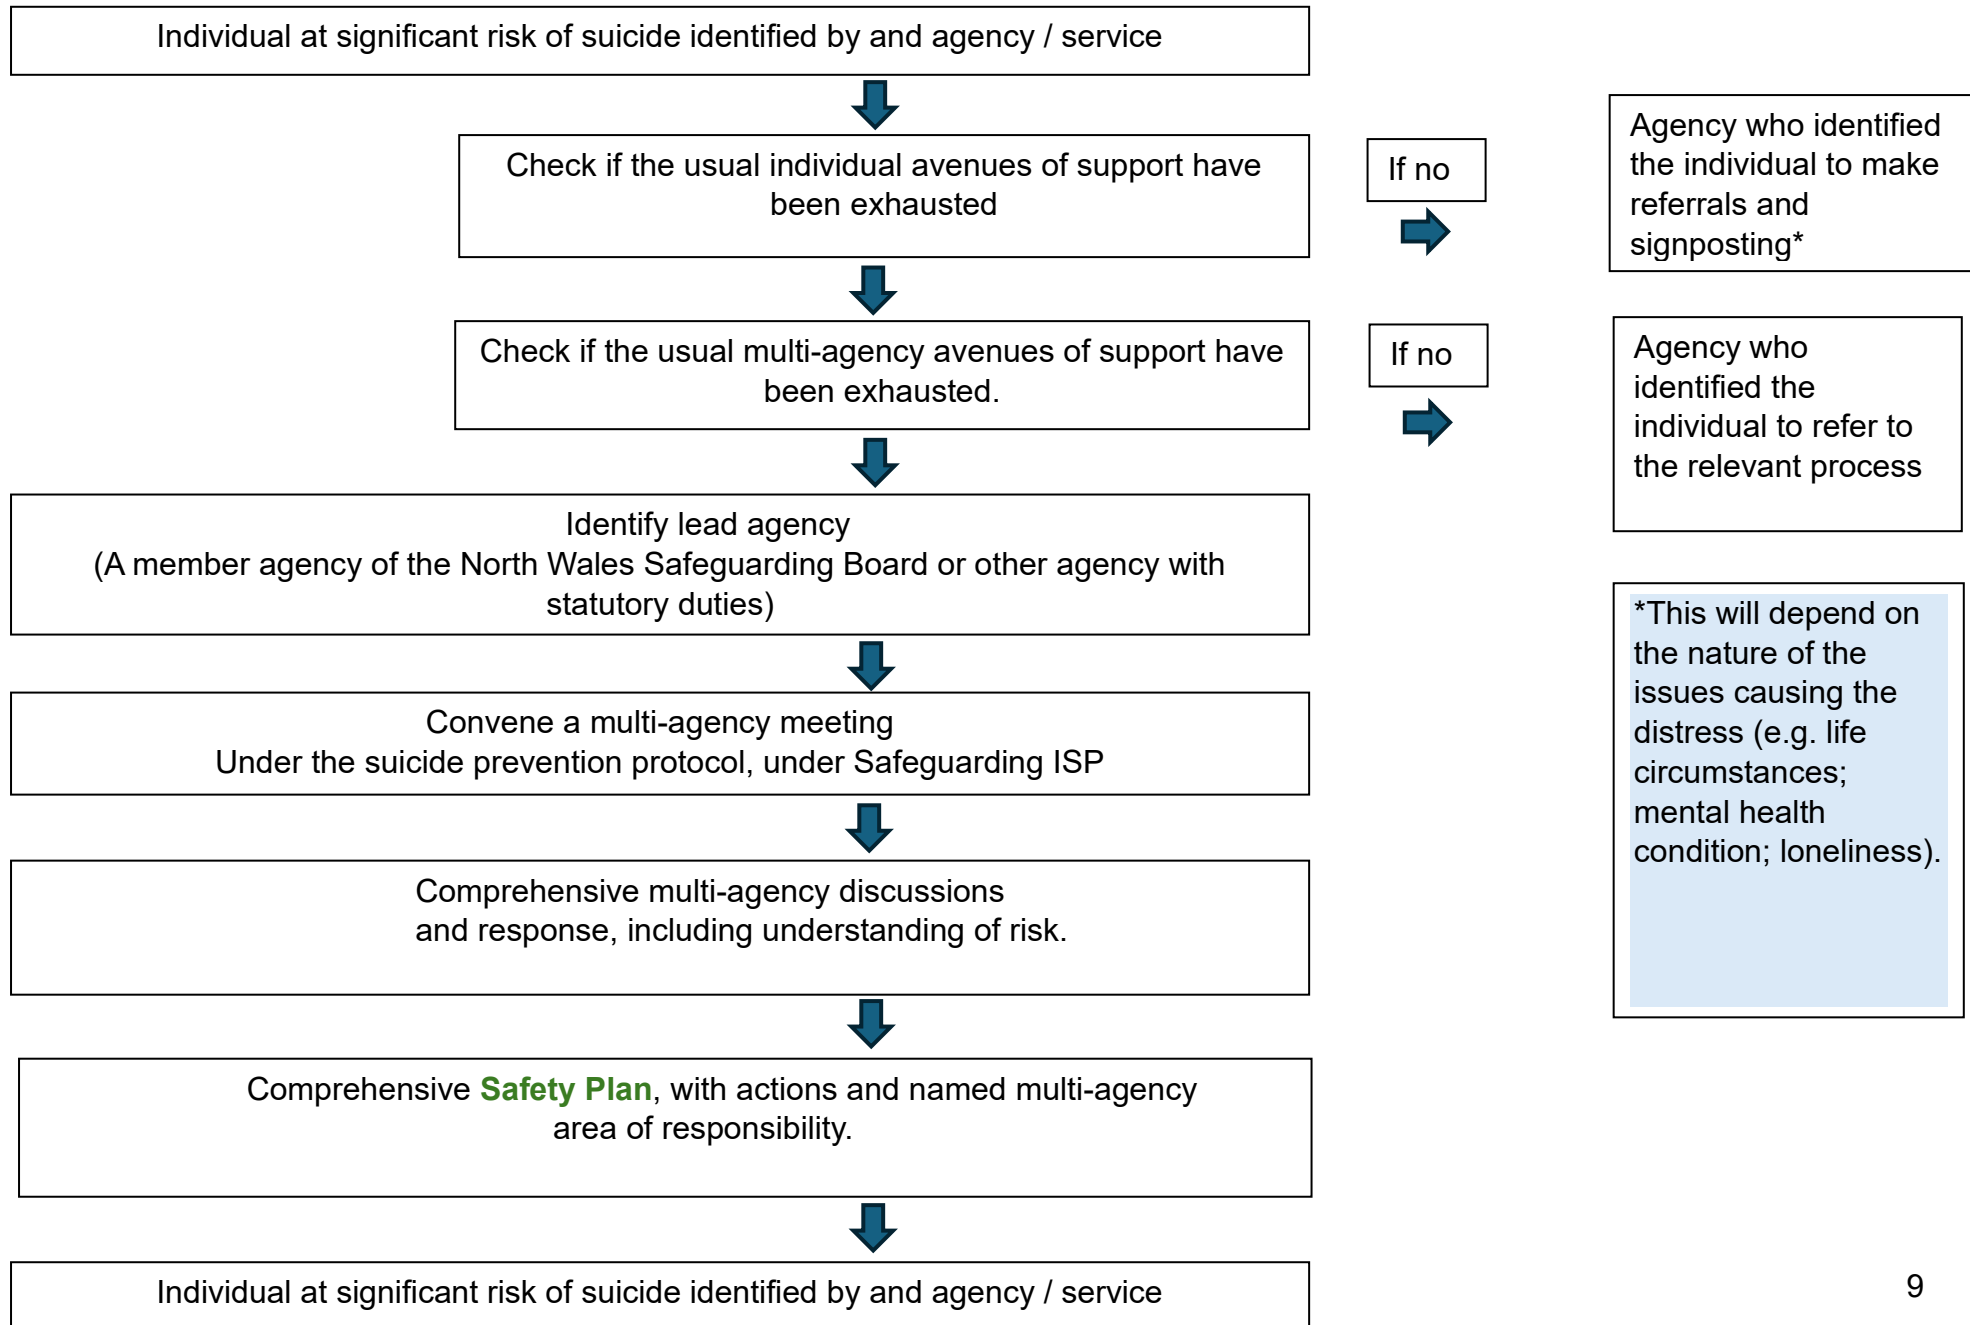 Individual at significant risk of suicide identified by and agency / service
Check if the usual individual avenues of support have
been exhausted
If no
Agency who identified
the individual to make
referrals and
signposting*
Check if the usual multi-agency avenues of support have
been exhausted.
If no
Agency who
identified the
individual to refer to
the relevant process
Identify lead agency
(A member agency of the North Wales Safeguarding Board or other agency with
statutory duties)
*This will depend on
the nature of the
issues causing the
distress (e.g. life
circumstances;
mental health
condition; loneliness).
Convene a multi-agency meeting
Under the suicide prevention protocol, under Safeguarding ISP
Comprehensive multi-agency discussions
and response, including understanding of risk.
Comprehensive Safety Plan, with actions and named multi-agency
area of responsibility.
Individual at significant risk of suicide identified by and agency / service
9